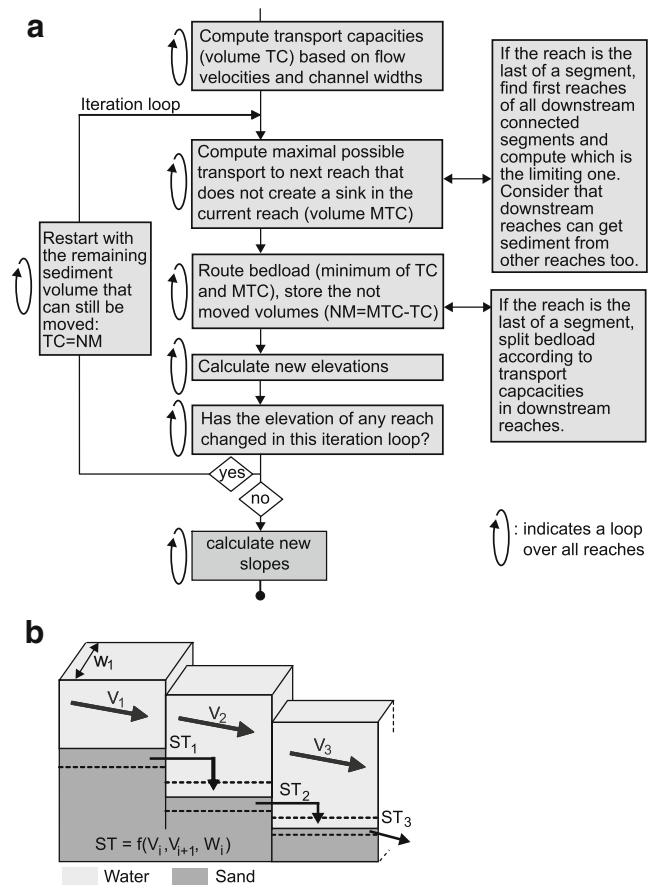 a
Compute transport capacities
(volume TC) based on flow
velocities and channel widths
Iteration loop
Compute maximal possible
transport to next reach that
does not create a sink in the
current reach (volume MTC)
If the reach is the
last of a segment,
find first reaches
of all downstream
connected
segments and
compute which is
the limiting one.
Consider that
downstream
reaches can get
sediment from
other reaches too.
Restart with
the remaining
sediment
volume that
can still be
moved:
TC=NM
Route bedload (minimum of TC
and MTC), store the not
moved volumes (NM=MTC-TC)
If the reach is the
last of a segment,
split bedload
according to
transport
capcacities
in downstream
reaches.
Calculate new elevations
Has the elevation of any reach
changed in this iteration loop?
yes
no
calculate new
slopes
: indicates a loop
over all reaches
b
W1
V1
V2
V3
ST1
ST2
ST3
ST = f(Vi,Vi+1, Wi)
Water
Sand